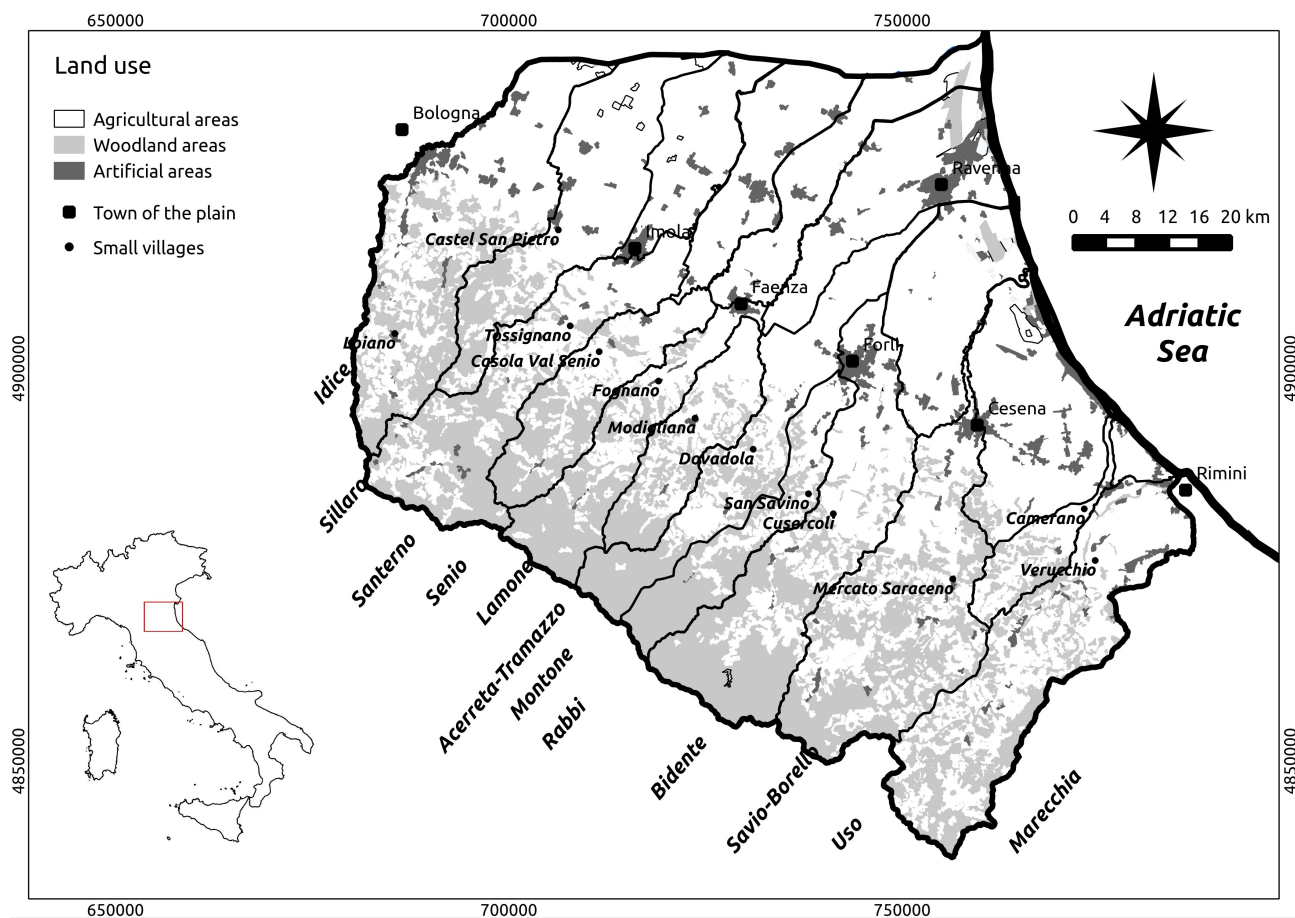 650000
700000
750000
Land use
Agricultural areas
Woodland areas
Artificial areas
Town of the plain
Small villages
Bologna
Ravenna
0 4 8 12 16 20 km
Castel San Pietro
Imola
Faenza
Adriatic
Sea
Loiano
Tossignano
Forlì
Casola Val Senio
4900000
4900000
Idice
Fognano
Cesena
Modigliana
Dovadola
Rimini
Sillaro
San Savino
Cusercoli
Camerano
Santerno
Senio
Lamone
Verucchio
Mercato Saraceno
Acerreta-Tramazzo
Montone
Rabbi
Bidente
Savio-Borello
Uso
Marecchia
4850000
4850000
650000
700000
750000